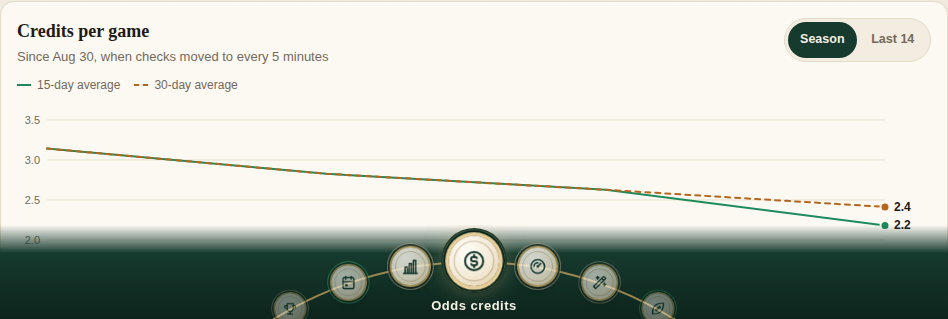 Credits per game
Since Aug 30, when checks moved to every 5 minutes
Season
Last 14
15-day average
30-day average
3.5
3.0
2.5
2.0
2.4
2.2
Odds credits